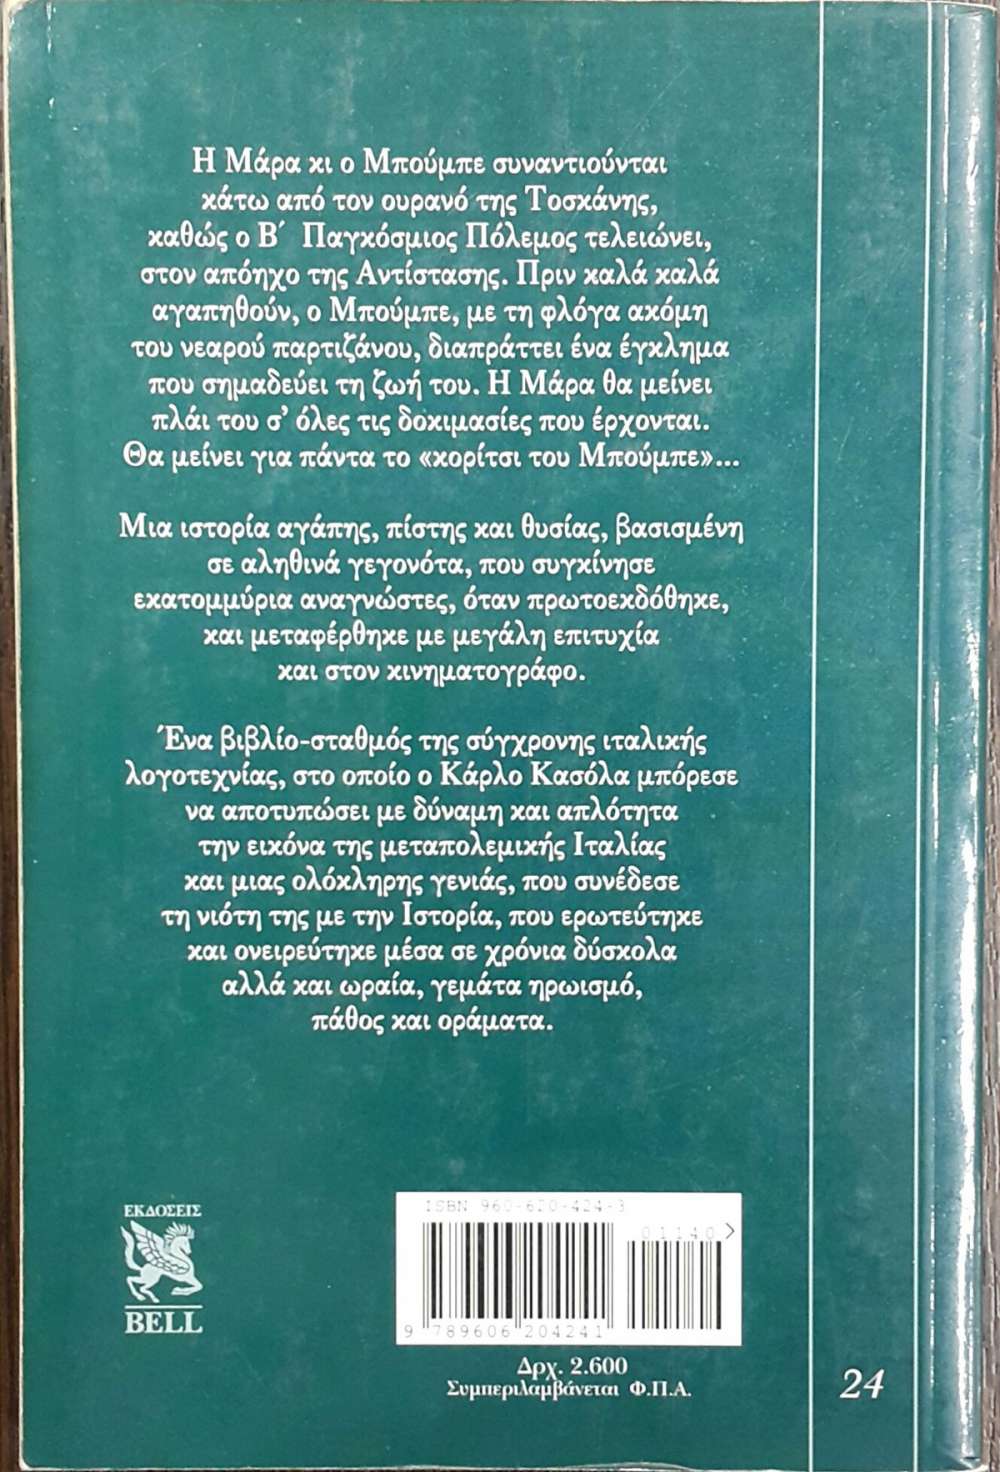 Η Μάρα κι ο Μπούμπε συναντιούνται
κάτω από τον ουρανό της Τοσκάνης,
καθώς ο Β΄ Παγκόσμιος Πόλεμος τελειώνει,
στον απόηχο της Αντίστασης. Πριν καλά καλά
αγαπηθούν, ο Μπούμπε, με τη φλόγα ακόμη
του νεαρού παρτιζάνου, διαπράττει ένα έγκλημα
που σημαδεύει τη ζωή του. Η Μάρα θα μείνει
πλάι του σ' όλες τις δοκιμασίες που έρχονται.
Θα μείνει για πάντα το «κορίτσι του Μπούμπε»...
Μια ιστορία αγάπης, πίστης και θυσίας, βασισμένη
σε αληθινά γεγονότα, που συγκίνησε
εκατομμύρια αναγνώστες, όταν πρωτοεκδόθηκε,
και μεταφέρθηκε με μεγάλη επιτυχία
και στον κινηματογράφο.
Ένα βιβλίο-σταθμός της σύγχρονης ιταλικής
λογοτεχνίας, στο οποίο ο Κάρλο Κασόλα μπόρεσε
να αποτυπώσει με δύναμη και απλότητα
την εικόνα της μεταπολεμικής Ιταλίας
και μιας ολόκληρης γενιάς, που συνέδεσε
τη νιότη της με την Ιστορία, που ερωτεύτηκε
και ονειρεύτηκε μέσα σε χρόνια δύσκολα
αλλά και ωραία, γεμάτα ηρωισμό,
πάθος και οράματα.
ΕΚΔΟΣΕΙΣ
BELL
ISBN 960-620-424-3
01140 >
9 789606 204241
Δρχ. 2.600
Συμπεριλαμβάνεται Φ.Π.Α.
24